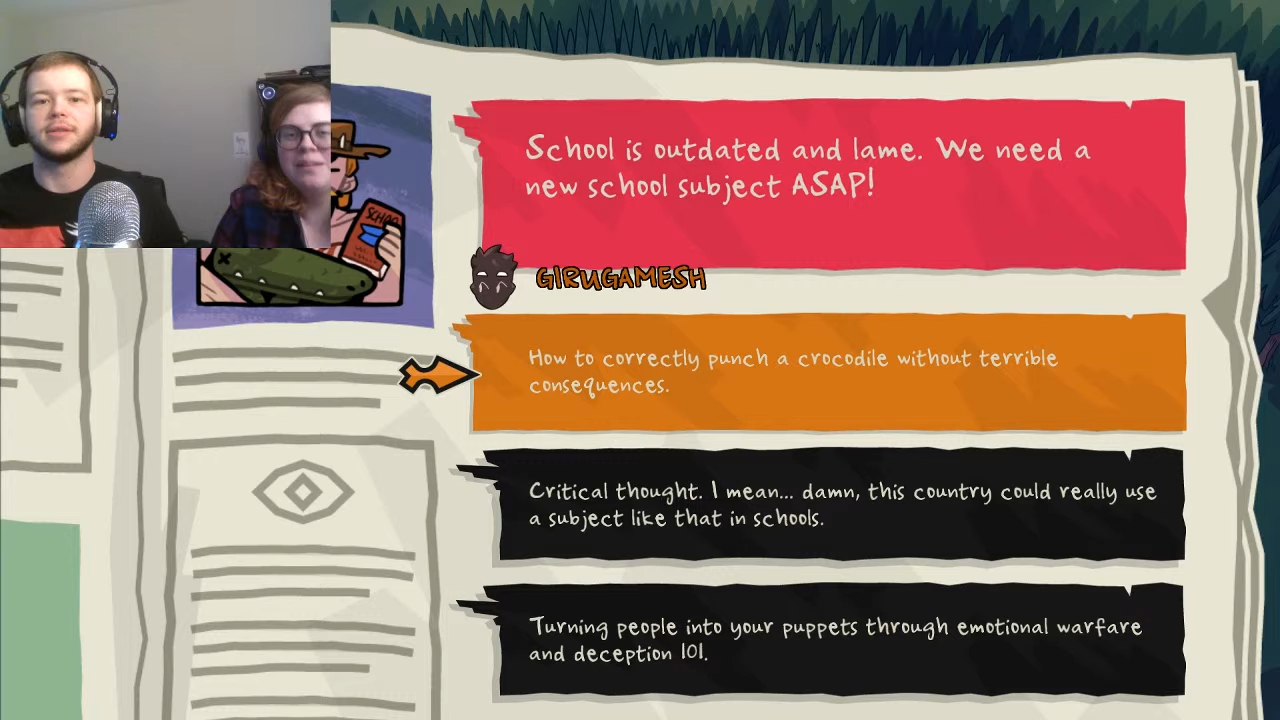 School is outdated and lame. We need a
new school subject ASAP!
GIRUGAMESH
SCHOOL
How to correctly punch a crocodile without terrible
consequences.
Critical thought. I mean... damn, this country could really use
a subject like that in schools.
Turning people into your puppets through emotional warfare
and deception 101.